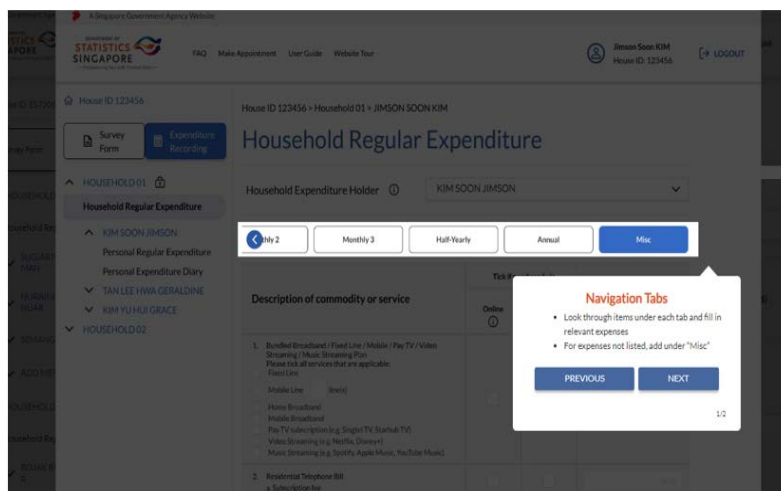 A Singapore Government Agency Website
DEPARTMENT OF
STATISTICS
SINGAPORE
FAQ Make Appointment User Guide Website Tour
Jimson Soon KIM
House ID: 123456
LOGOUT
House ID 123456
Survey Form
Expenditure Recording
HOUSEHOLD 01
Household Regular Expenditure
KIM SOON JIMSON
Personal Regular Expenditure
Personal Expenditure Diary
TAN LEE HWA GERALDINE
KIM YU HUI GRACE
HOUSEHOLD 02
House ID 123456 > Household 01 > JIMSON SOON KIM
Household Regular Expenditure
Household Expenditure Holder
KIM SOON JIMSON
thly 2 Monthly 3 Half-Yearly Annual Misc
Description of commodity or service
Online
1. Bundled Broadband / Fixed Line / Mobile / Pay TV / Video
Streaming / Music Streaming Plan
Please tick all services that are applicable:
Fixed Line
Mobile Line line(s)
Home Broadband
Mobile Broadband
Pay TV subscription (e.g. Singtel TV, Starhub TV)
Video Streaming (e.g. Netflix, Disney+)
Music Streaming (e.g. Spotify, Apple Music, YouTube Music)
2. Residential Telephone Bill
a. Subscription fee
Navigation Tabs
• Look through items under each tab and fill in
relevant expenses
• For expenses not listed, add under "Misc"
PREVIOUS NEXT
1/2